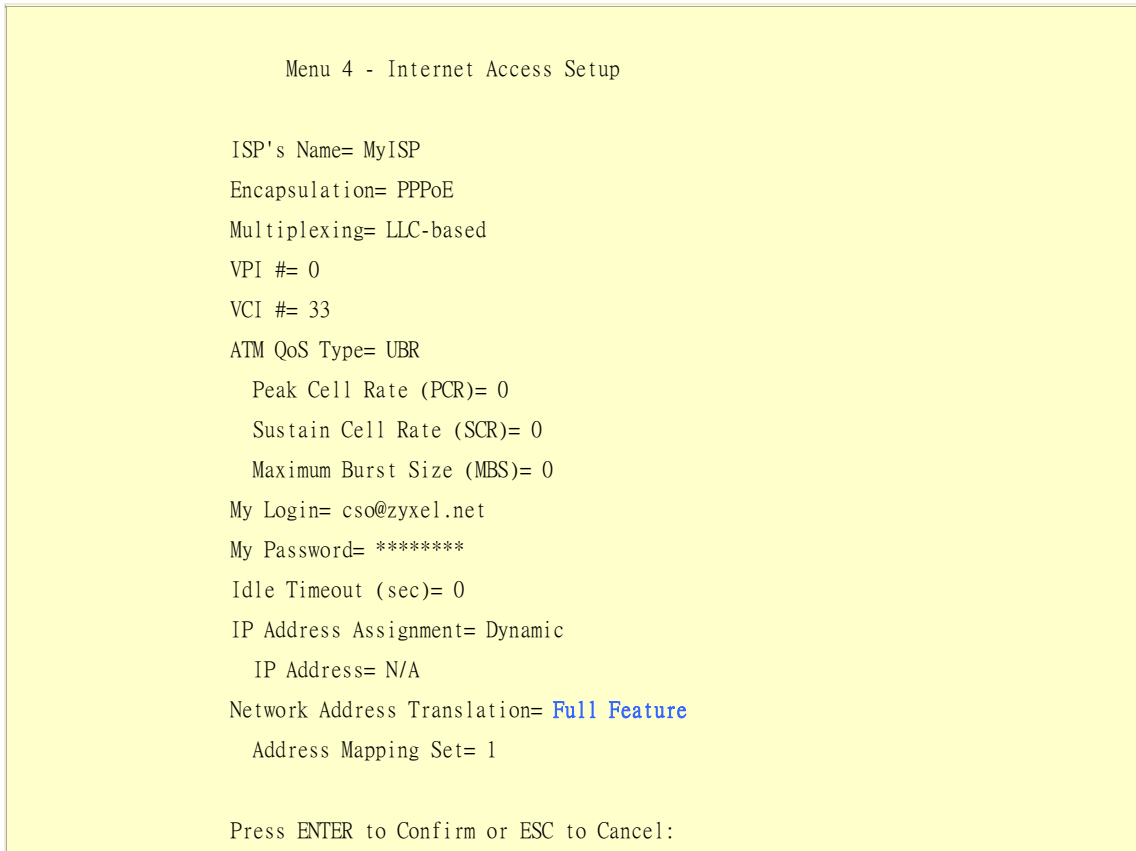 Menu 4 - Internet Access Setup
ISP's Name= MyISP
Encapsulation= PPPoE
Multiplexing= LLC-based
VPI #= 0
VCI #= 33
ATM QoS Type= UBR
Peak Cell Rate (PCR)= 0
Sustain Cell Rate (SCR)= 0
Maximum Burst Size (MBS)= 0
My Login= cso@zyxel.net
My Password= ********
Idle Timeout (sec)= 0
IP Address Assignment= Dynamic
IP Address= N/A
Network Address Translation= Full Feature
Address Mapping Set= 1
Press ENTER to Confirm or ESC to Cancel: